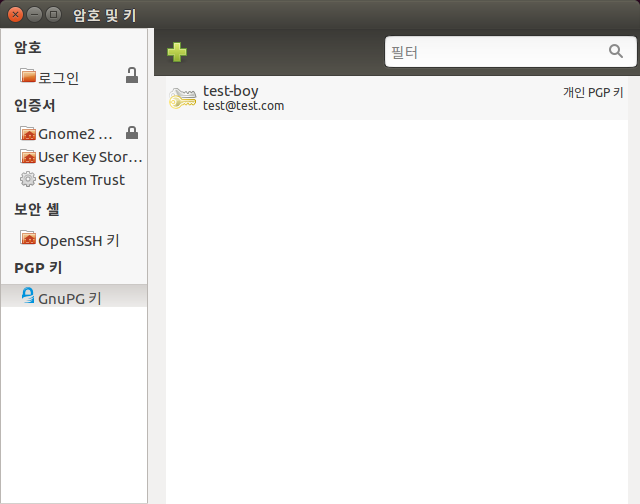 암호 및 키
암호
로그인
인증서
Gnome2 ...
User Key Stor...
System Trust
보안 셸
OpenSSH 키
PGP 키
GnuPG 키
필터
test-boy
test@test.com
개인 PGP 키